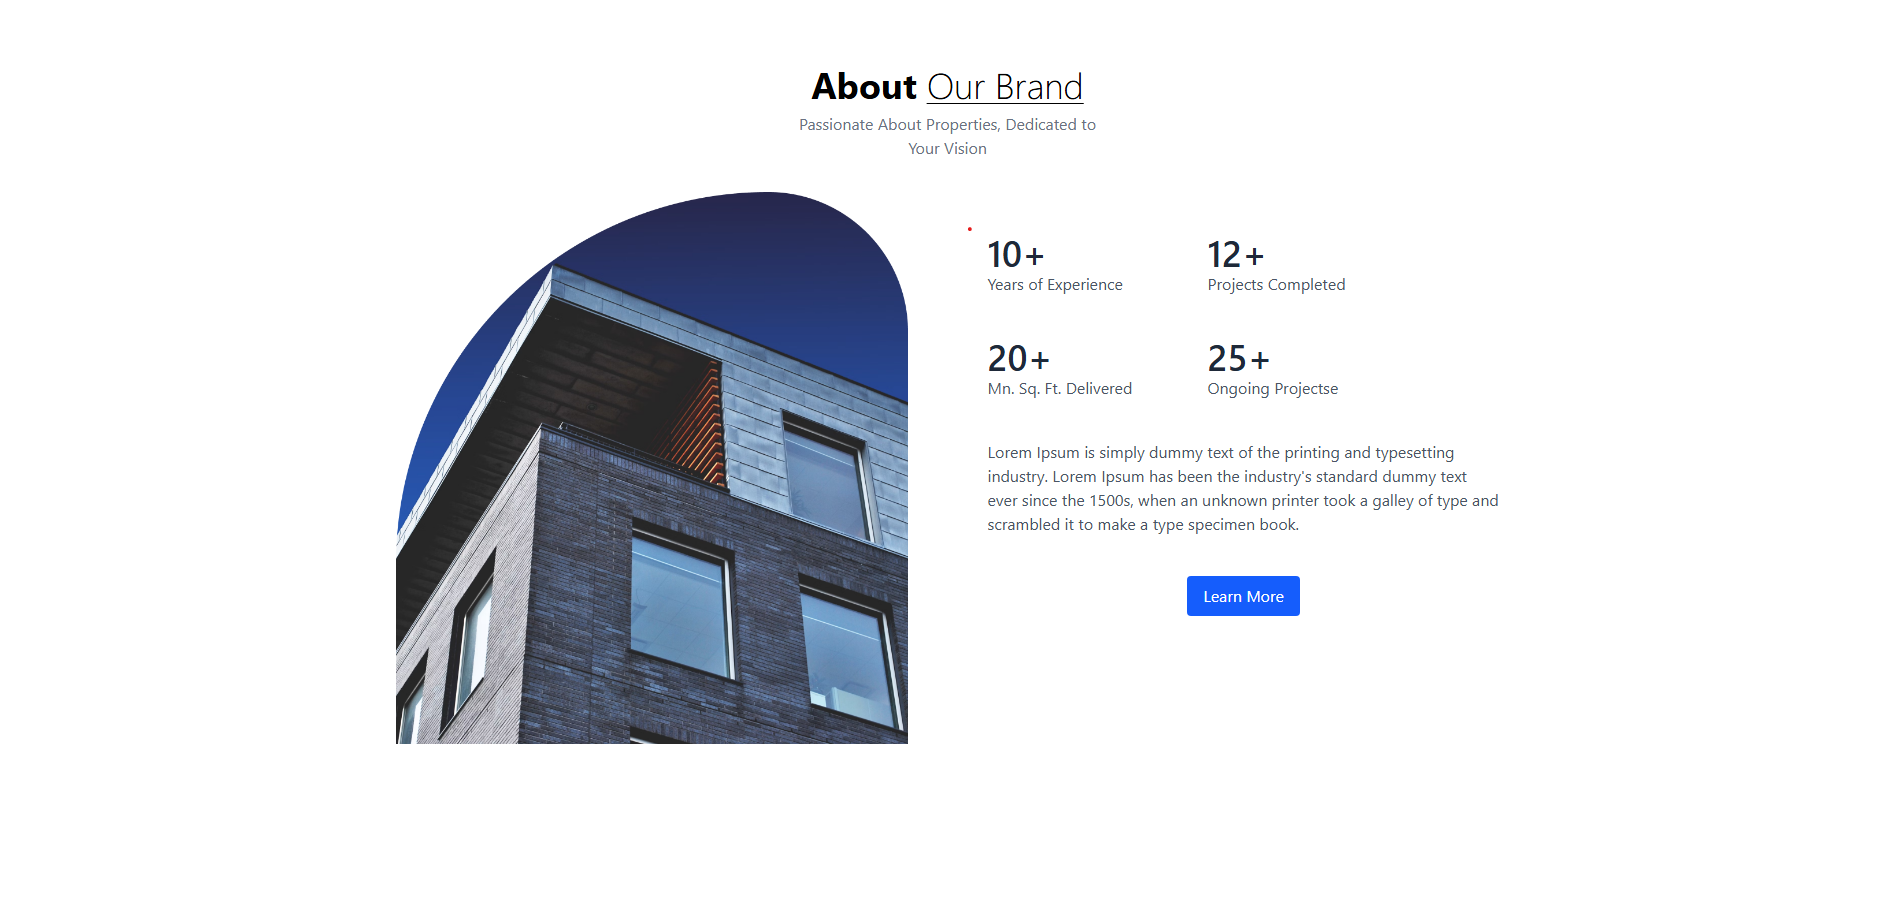 About Our Brand
Passionate About Properties, Dedicated to
Your Vision
10+
Years of Experience
12+
Projects Completed
20+
Mn. Sq. Ft. Delivered
25+
Ongoing Projectse
Lorem Ipsum is simply dummy text of the printing and typesetting
industry. Lorem Ipsum has been the industry's standard dummy text
ever since the 1500s, when an unknown printer took a galley of type and
scrambled it to make a type specimen book.
Learn More